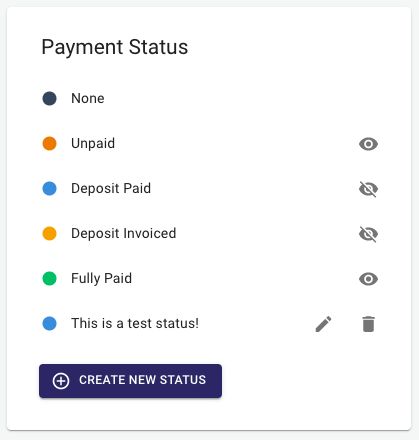 Payment Status
None
Unpaid
Deposit Paid
Deposit Invoiced
Fully Paid
This is a test status!
CREATE NEW STATUS